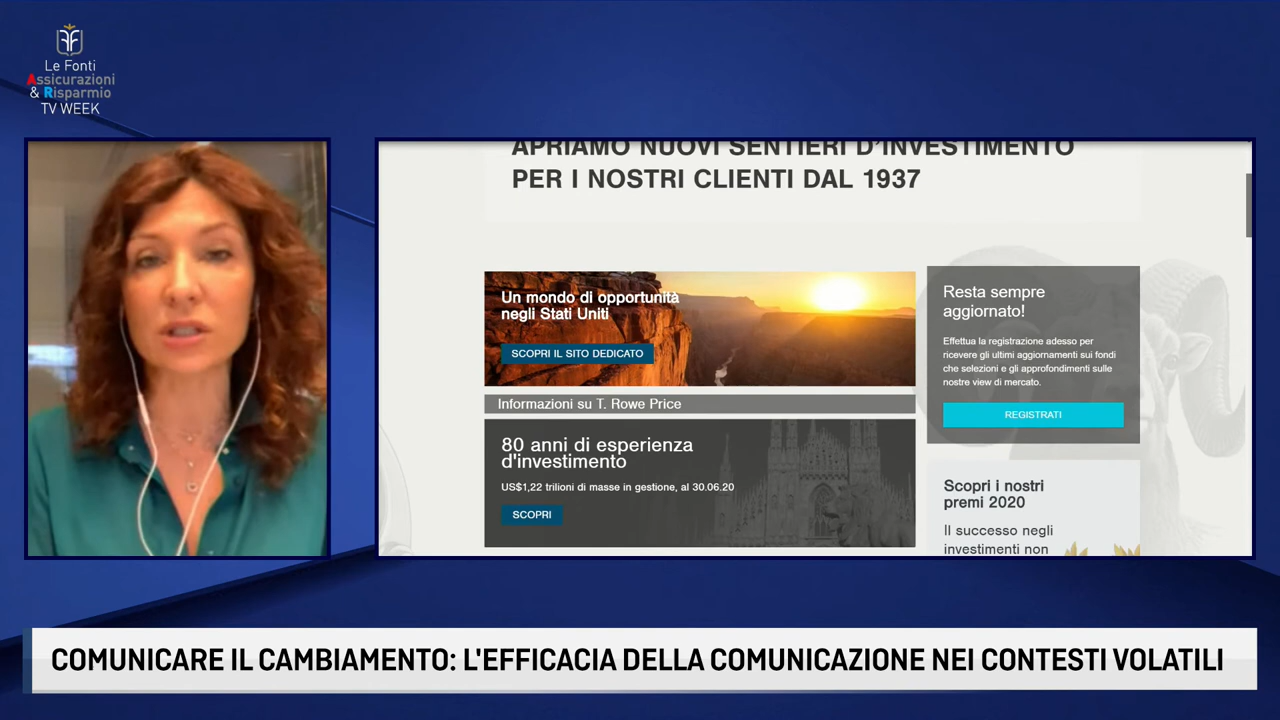 Le Fonti
Assicurazioni
& Risparmio
TV WEEK
APRIAMO NUOVI SENTIERI D'INVESTIMENTO
PER I NOSTRI CLIENTI DAL 1937
Un mondo di opportunità
negli Stati Uniti
SCOPRI IL SITO DEDICATO
Informazioni su T. Rowe Price
80 anni di esperienza
d'investimento
US$1,22 trilioni di masse in gestione, al 30.06.20
SCOPRI
Resta sempre
aggiornato!
Effettua la registrazione adesso per
ricevere gli ultimi aggiornamenti sui fondi
che selezioni e gli approfondimenti sulle
nostre view di mercato.
REGISTRATI
Scopri i nostri
premi 2020
Il successo negli
investimenti non
COMUNICARE IL CAMBIAMENTO: L'EFFICACIA DELLA COMUNICAZIONE NEI CONTESTI VOLATILI